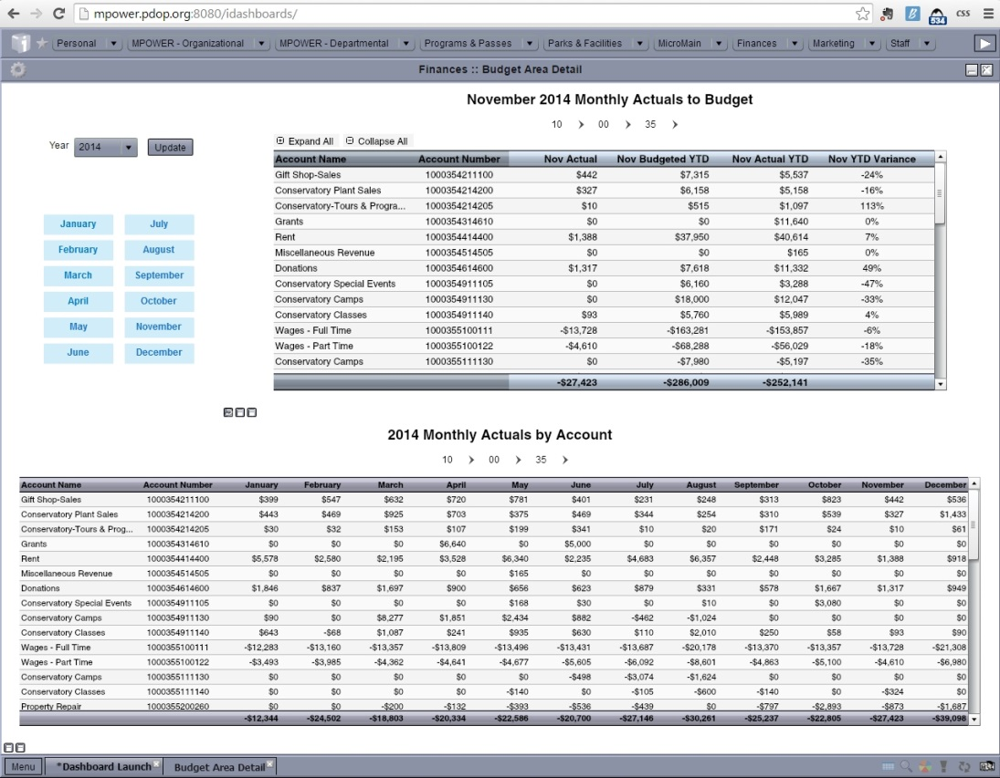 mpower.pdop.org:8080/idashboards/
534
css
Personal MPOWER - Organizational MPOWER - Departmental Programs & Passes Parks & Facilities MicroMain Finances Marketing Staff
Finances :: Budget Area Detail
November 2014 Monthly Actuals to Budget
10 00 35
Year 2014 Update
Expand All Collapse All
Account Name Account Number Nov Actual Nov Budgeted YTD Nov Actual YTD Nov YTD Variance
Gift Shop-Sales 1000354211100 $442 $7,315 $5,537 -24%
Conservatory Plant Sales 1000354214200 $327 $6,158 $5,158 -16%
Conservatory-Tours & Progra... 1000354214205 $10 $515 $1,097 113%
Grants 1000354314610 $0 $0 $11,640 0%
Rent 1000354414400 $1,388 $37,950 $40,614 7%
Miscellaneous Revenue 1000354514505 $0 $0 $165 0%
Donations 1000354614600 $1,317 $7,618 $11,332 49%
Conservatory Special Events 1000354911105 $0 $6,160 $3,288 -47%
Conservatory Camps 1000354911130 $0 $18,000 $12,047 -33%
Conservatory Classes 1000354911140 $93 $5,760 $5,989 4%
Wages - Full Time 1000355100111 -$13,728 -$163,281 -$153,857 -6%
Wages - Part Time 1000355100122 -$4,610 -$68,288 -$56,029 -18%
Conservatory Camps 1000355111130 $0 -$7,980 -$5,197 -35%
-$27,423 -$286,009 -$252,141
January July
February August
March September
April October
May November
June December
2014 Monthly Actuals by Account
10 00 35
Account Name Account Number January February March April May June July August September October November December
Gift Shop-Sales 1000354211100 $399 $547 $632 $720 $781 $401 $231 $248 $313 $823 $442 $536
Conservatory Plant Sales 1000354214200 $443 $469 $925 $703 $375 $469 $344 $254 $310 $539 $327 $1,433
Conservatory-Tours & Prog... 1000354214205 $30 $32 $153 $107 $199 $341 $10 $20 $171 $24 $10 $61
Grants 1000354314610 $0 $0 $0 $6,640 $0 $5,000 $0 $0 $0 $0 $0 $0
Rent 1000354414400 $5,578 $2,580 $2,195 $3,528 $6,340 $2,235 $4,683 $6,357 $2,448 $3,285 $1,388 $918
Miscellaneous Revenue 1000354514505 $0 $0 $0 $0 $165 $0 $0 $0 $0 $0 $0 $0
Donations 1000354614600 $1,846 $837 $1,697 $900 $656 $623 $879 $331 $578 $1,667 $1,317 $949
Conservatory Special Events 1000354911105 $0 $0 $0 $0 $168 $30 $0 $10 $0 $3,080 $0 $0
Conservatory Camps 1000354911130 $90 $0 $8,277 $1,851 $2,434 $882 -$462 -$1,024 $0 $0 $0 $0
Conservatory Classes 1000354911140 $643 -$68 $1,087 $241 $935 $630 $110 $2,010 $250 $58 $93 $90
Wages - Full Time 1000355100111 -$12,283 -$13,160 -$13,357 -$13,809 -$13,496 -$13,431 -$13,687 -$20,178 -$13,370 -$13,357 -$13,728 -$21,308
Wages - Part Time 1000355100122 -$3,493 -$3,985 -$4,362 -$4,641 -$4,677 -$5,605 -$6,092 -$8,601 -$4,863 -$5,100 -$4,610 -$6,980
Conservatory Camps 1000355111130 $0 $0 $0 $0 $0 -$498 -$3,074 -$1,624 $0 $0 $0 $0
Conservatory Classes 1000355111140 $0 $0 $0 $0 -$140 $0 -$105 -$600 -$140 $0 -$324 $0
Property Repair 1000355200260 $0 $0 -$200 -$132 -$393 -$536 -$439 $0 -$797 -$2,893 -$873 -$1,687
-$12,344 -$24,502 -$18,803 -$20,334 -$22,586 -$20,700 -$27,146 -$30,261 -$25,237 -$22,805 -$27,423 -$39,098
Menu *Dashboard Launch Budget Area Detail